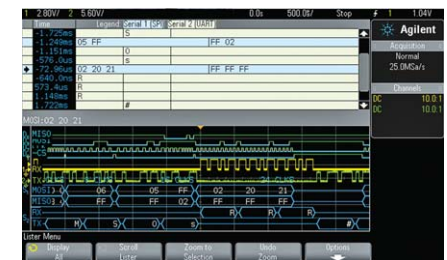 1 2.80V/ 2 5.60V/ 0.0s 500.0s/ Stop ƒ 1 1.04V
Time Legend: Serial 1 (SPI) Serial 2 (UART)
-1.725ms S
-1.249ms 05 FF FF 02
-1.151ms O
-576.0us s
-72.96us 02 20 21 FF FF FF
-640.0ns R
573.4us R
1.148ms R
1.722ms #
Agilent
Acquisition
Normal
25.0MSa/s
Channels
DC 10.0:1
DC 10.0:1
MOSI:02 20 21
MISO
MOSI
CS
RX
TX
MOSI 06 05 FF 02 20 21
MISO FF FF 02 FF FF FF
RX R R R
TX M S O s #
Lister Menu
Display
All
Scroll
Lister
Zoom to
Selection
Undo
Zoom
Options